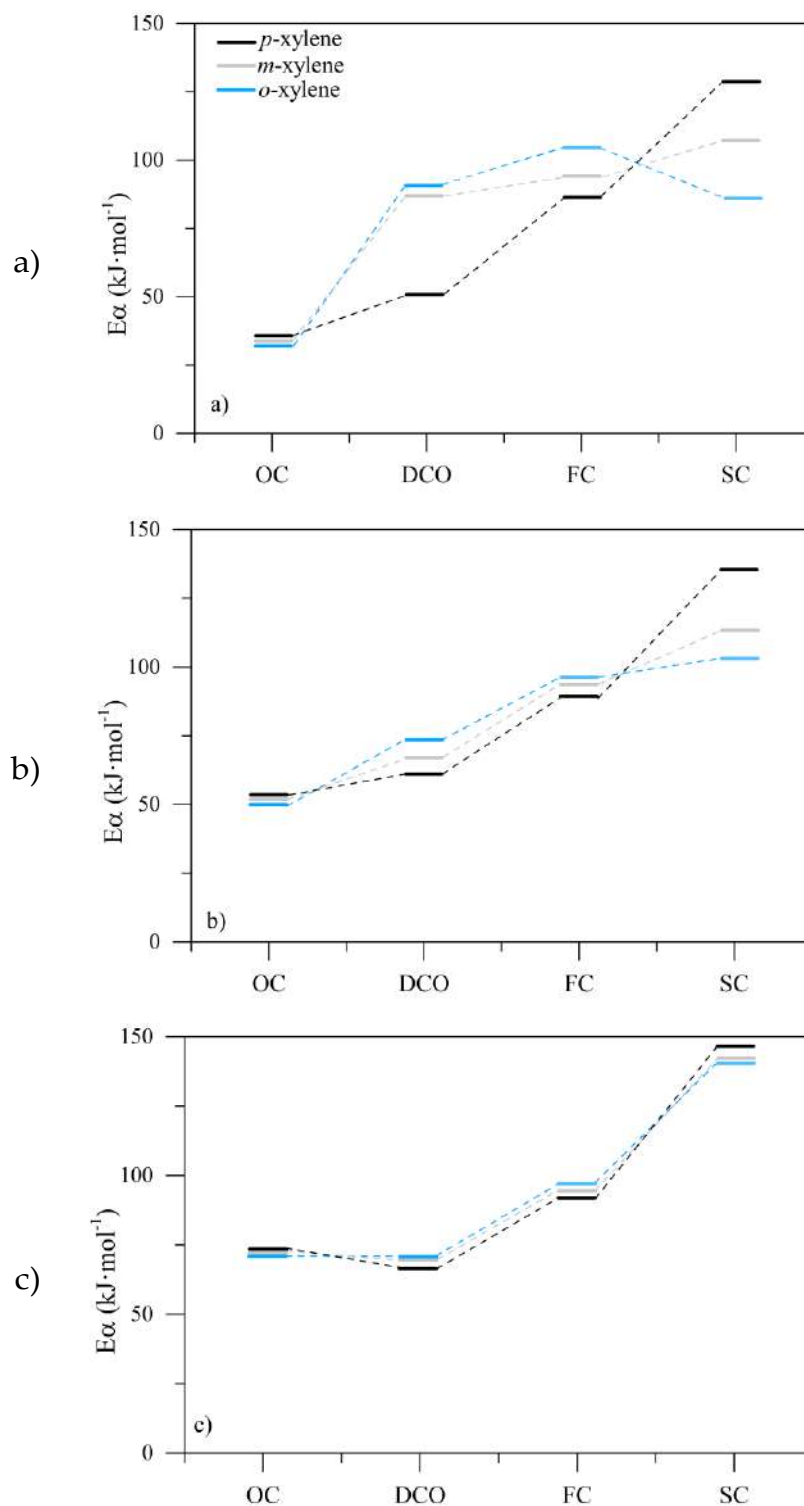 a)
150
p-xylene
m-xylene
o-xylene
100
50
0
Eα (kJ·mol⁻¹)
a)
OC DCO FC SC
b)
150
100
50
0
Eα (kJ·mol⁻¹)
b)
OC DCO FC SC
c)
150
100
50
0
Eα (kJ·mol⁻¹)
c)
OC DCO FC SC